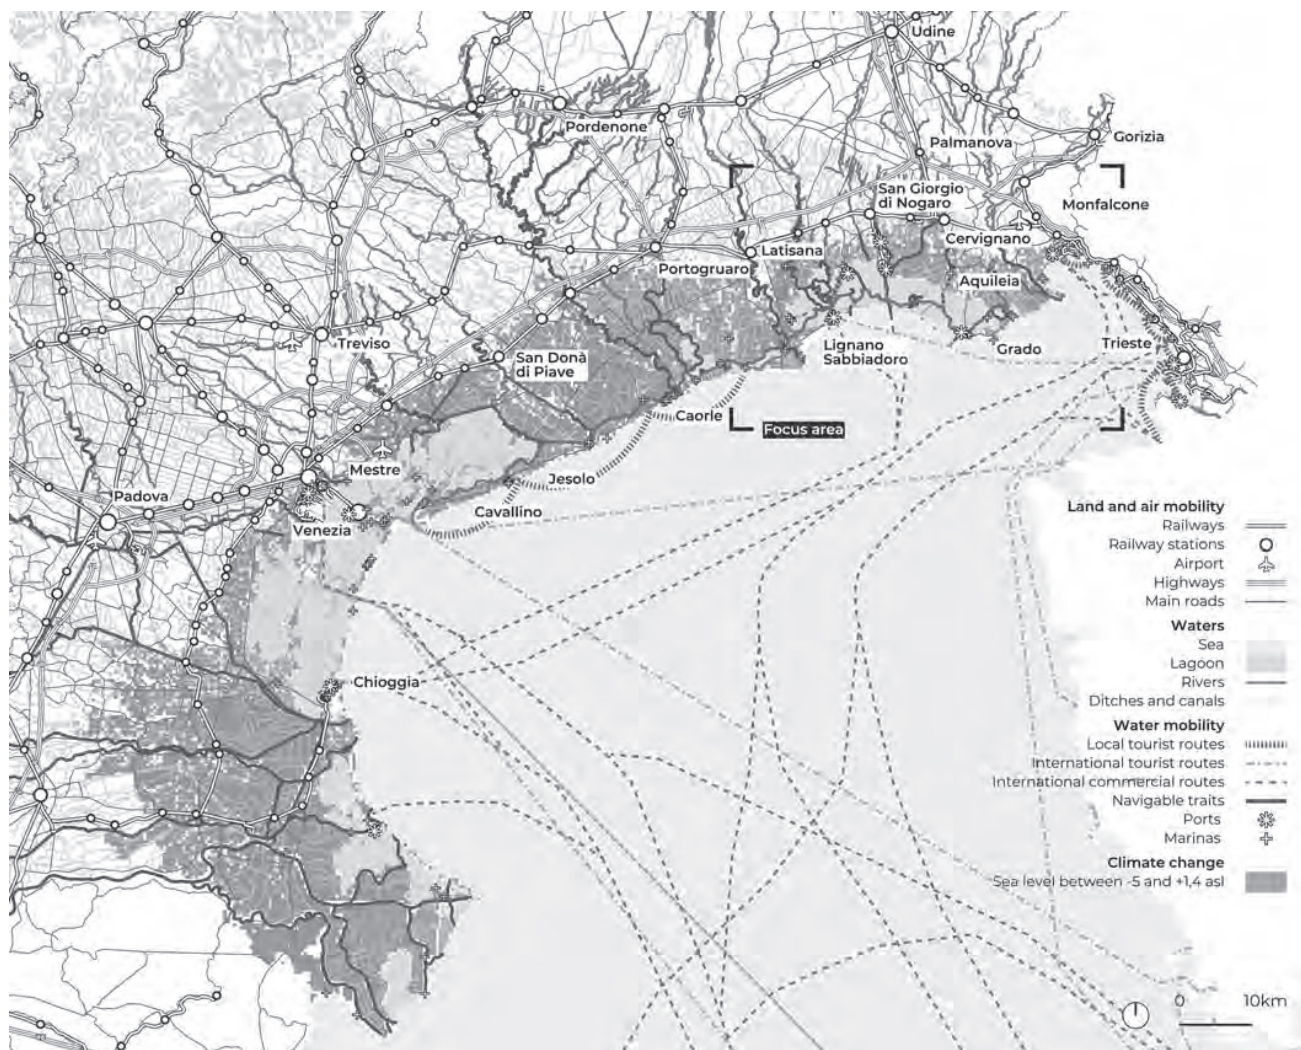 Udine
Pordenone
Palmanova
Gorizia
San Giorgio
di Nogaro
Monfalcone
Cervignano
Latisana
Portogruaro
Aquileia
Treviso
Lignano
Sabbiadoro
Grado
Trieste
San Donà
di Piave
Caorle
Focus area
Mestre
Jesolo
Padova
Cavallino
Venezia
Chioggia
Land and air mobility
Railways
Railway stations
Airport
Highways
Main roads
Waters
Sea
Lagoon
Rivers
Ditches and canals
Water mobility
Local tourist routes
International tourist routes
International commercial routes
Navigable traits
Ports
Marinas
Climate change
Sea level between -5 and +1,4 asl
0 10km